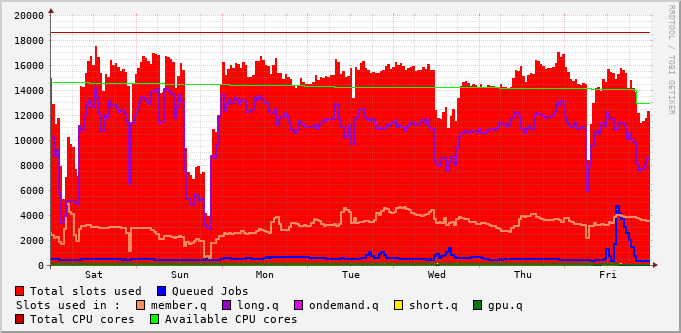 20000
18000
16000
14000
12000
10000
8000
6000
4000
2000
0
Sat Sun Mon Tue Wed Thu Fri
RRDTOOL / TOBI OETIKER
Total slots used Queued Jobs
Slots used in : member.q long.q ondemand.q short.q gpu.q
Total CPU cores Available CPU cores